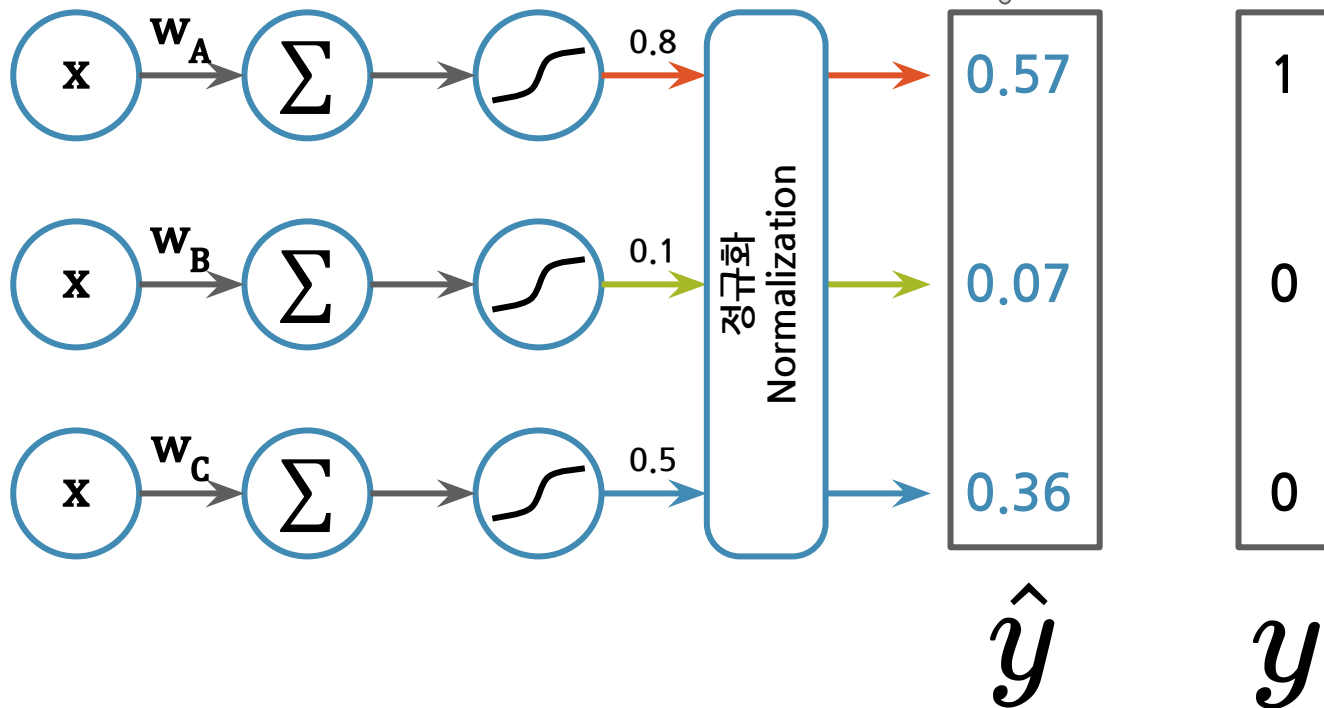 x w_A ∑ 0.8 0.57 1
x w_B ∑ 0.1 0.07 0
x w_C ∑ 0.5 0.36 0
정규화
Normalization
ŷ y